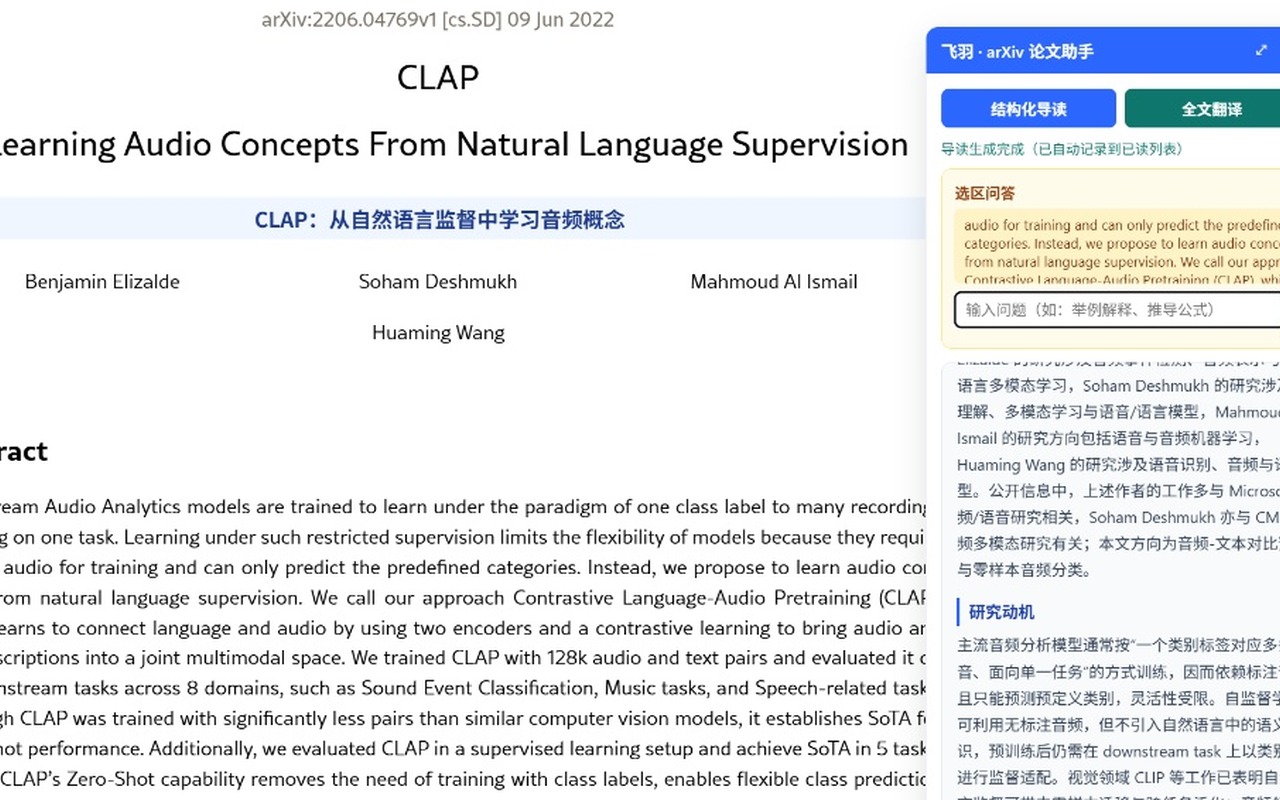 arXiv:2206.04769v1 [cs.SD] 09 Jun 2022
CLAP
Learning Audio Concepts From Natural Language Supervision
CLAP：从自然语言监督中学习音频概念
Benjamin Elizalde
Soham Deshmukh
Mahmoud Al Ismail
Huaming Wang
ract
ream Audio Analytics models are trained to learn under the paradigm of one class label to many recording
g on one task. Learning under such restricted supervision limits the flexibility of models because they requi
audio for training and can only predict the predefined categories. Instead, we propose to learn audio co
rom natural language supervision. We call our approach Contrastive Language-Audio Pretraining (CLAP
earns to connect language and audio by using two encoders and a contrastive learning to bring audio a
scriptions into a joint multimodal space. We trained CLAP with 128k audio and text pairs and evaluated it
nstream tasks across 8 domains, such as Sound Event Classification, Music tasks, and Speech-related task
gh CLAP was trained with significantly less pairs than similar computer vision models, it establishes SoTA f
hot performance. Additionally, we evaluated CLAP in a supervised learning setup and achieve SoTA in 5 task
CLAP’s Zero-Shot capability removes the need of training with class labels, enables flexible class predictio
飞羽 · arXiv 论文助手
结构化导读
全文翻译
导读生成完成（已自动记录到已读列表）
选区问答
audio for training and can only predict the predefine
categories. Instead, we propose to learn audio conc
from natural language supervision. We call our appr
Contrastive Language-Audio Pretraining (CLAP), whi
输入问题（如：举例解释、推导公式）
语言多模态学习，Soham Deshmukh 的研究涉
理解、多模态学习与语音/语言模型，Mahmoud
Ismail 的研究方向包括语音与音频机器学习，
Huaming Wang 的研究涉及语音识别、音频与
型。公开信息中，上述作者的工作多与 Microso
频/语音研究相关，Soham Deshmukh 亦与 CM
频多模态研究有关；本文方向为音频-文本对比
与零样本音频分类。
研究动机
主流音频分析模型通常按“一个类别标签对应多
音、面向单一任务”的方式训练，因而依赖标注
且只能预测预定义类别，灵活性受限。自监督
可利用无标注音频，但不引入自然语言中的语
识，预训练后仍需在 downstream task 上以类
进行监督适配。视觉领域 CLIP 等工作已表明自